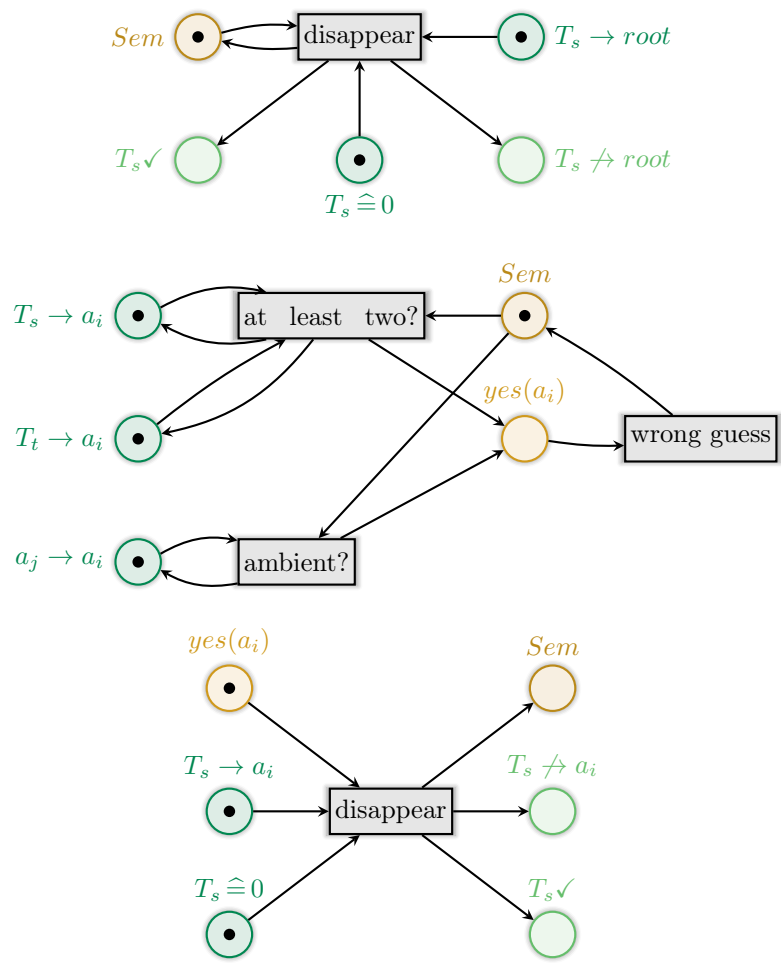 Sem disappear T_s → root
T_s✓ T_s ↛ root
T_s ≙ 0
Sem
T_s → a_i at least two?
yes(a_i)
T_t → a_i wrong guess
a_j → a_i ambient?
yes(a_i) Sem
T_s → a_i T_s ↛ a_i
disappear
T_s ≙ 0 T_s✓